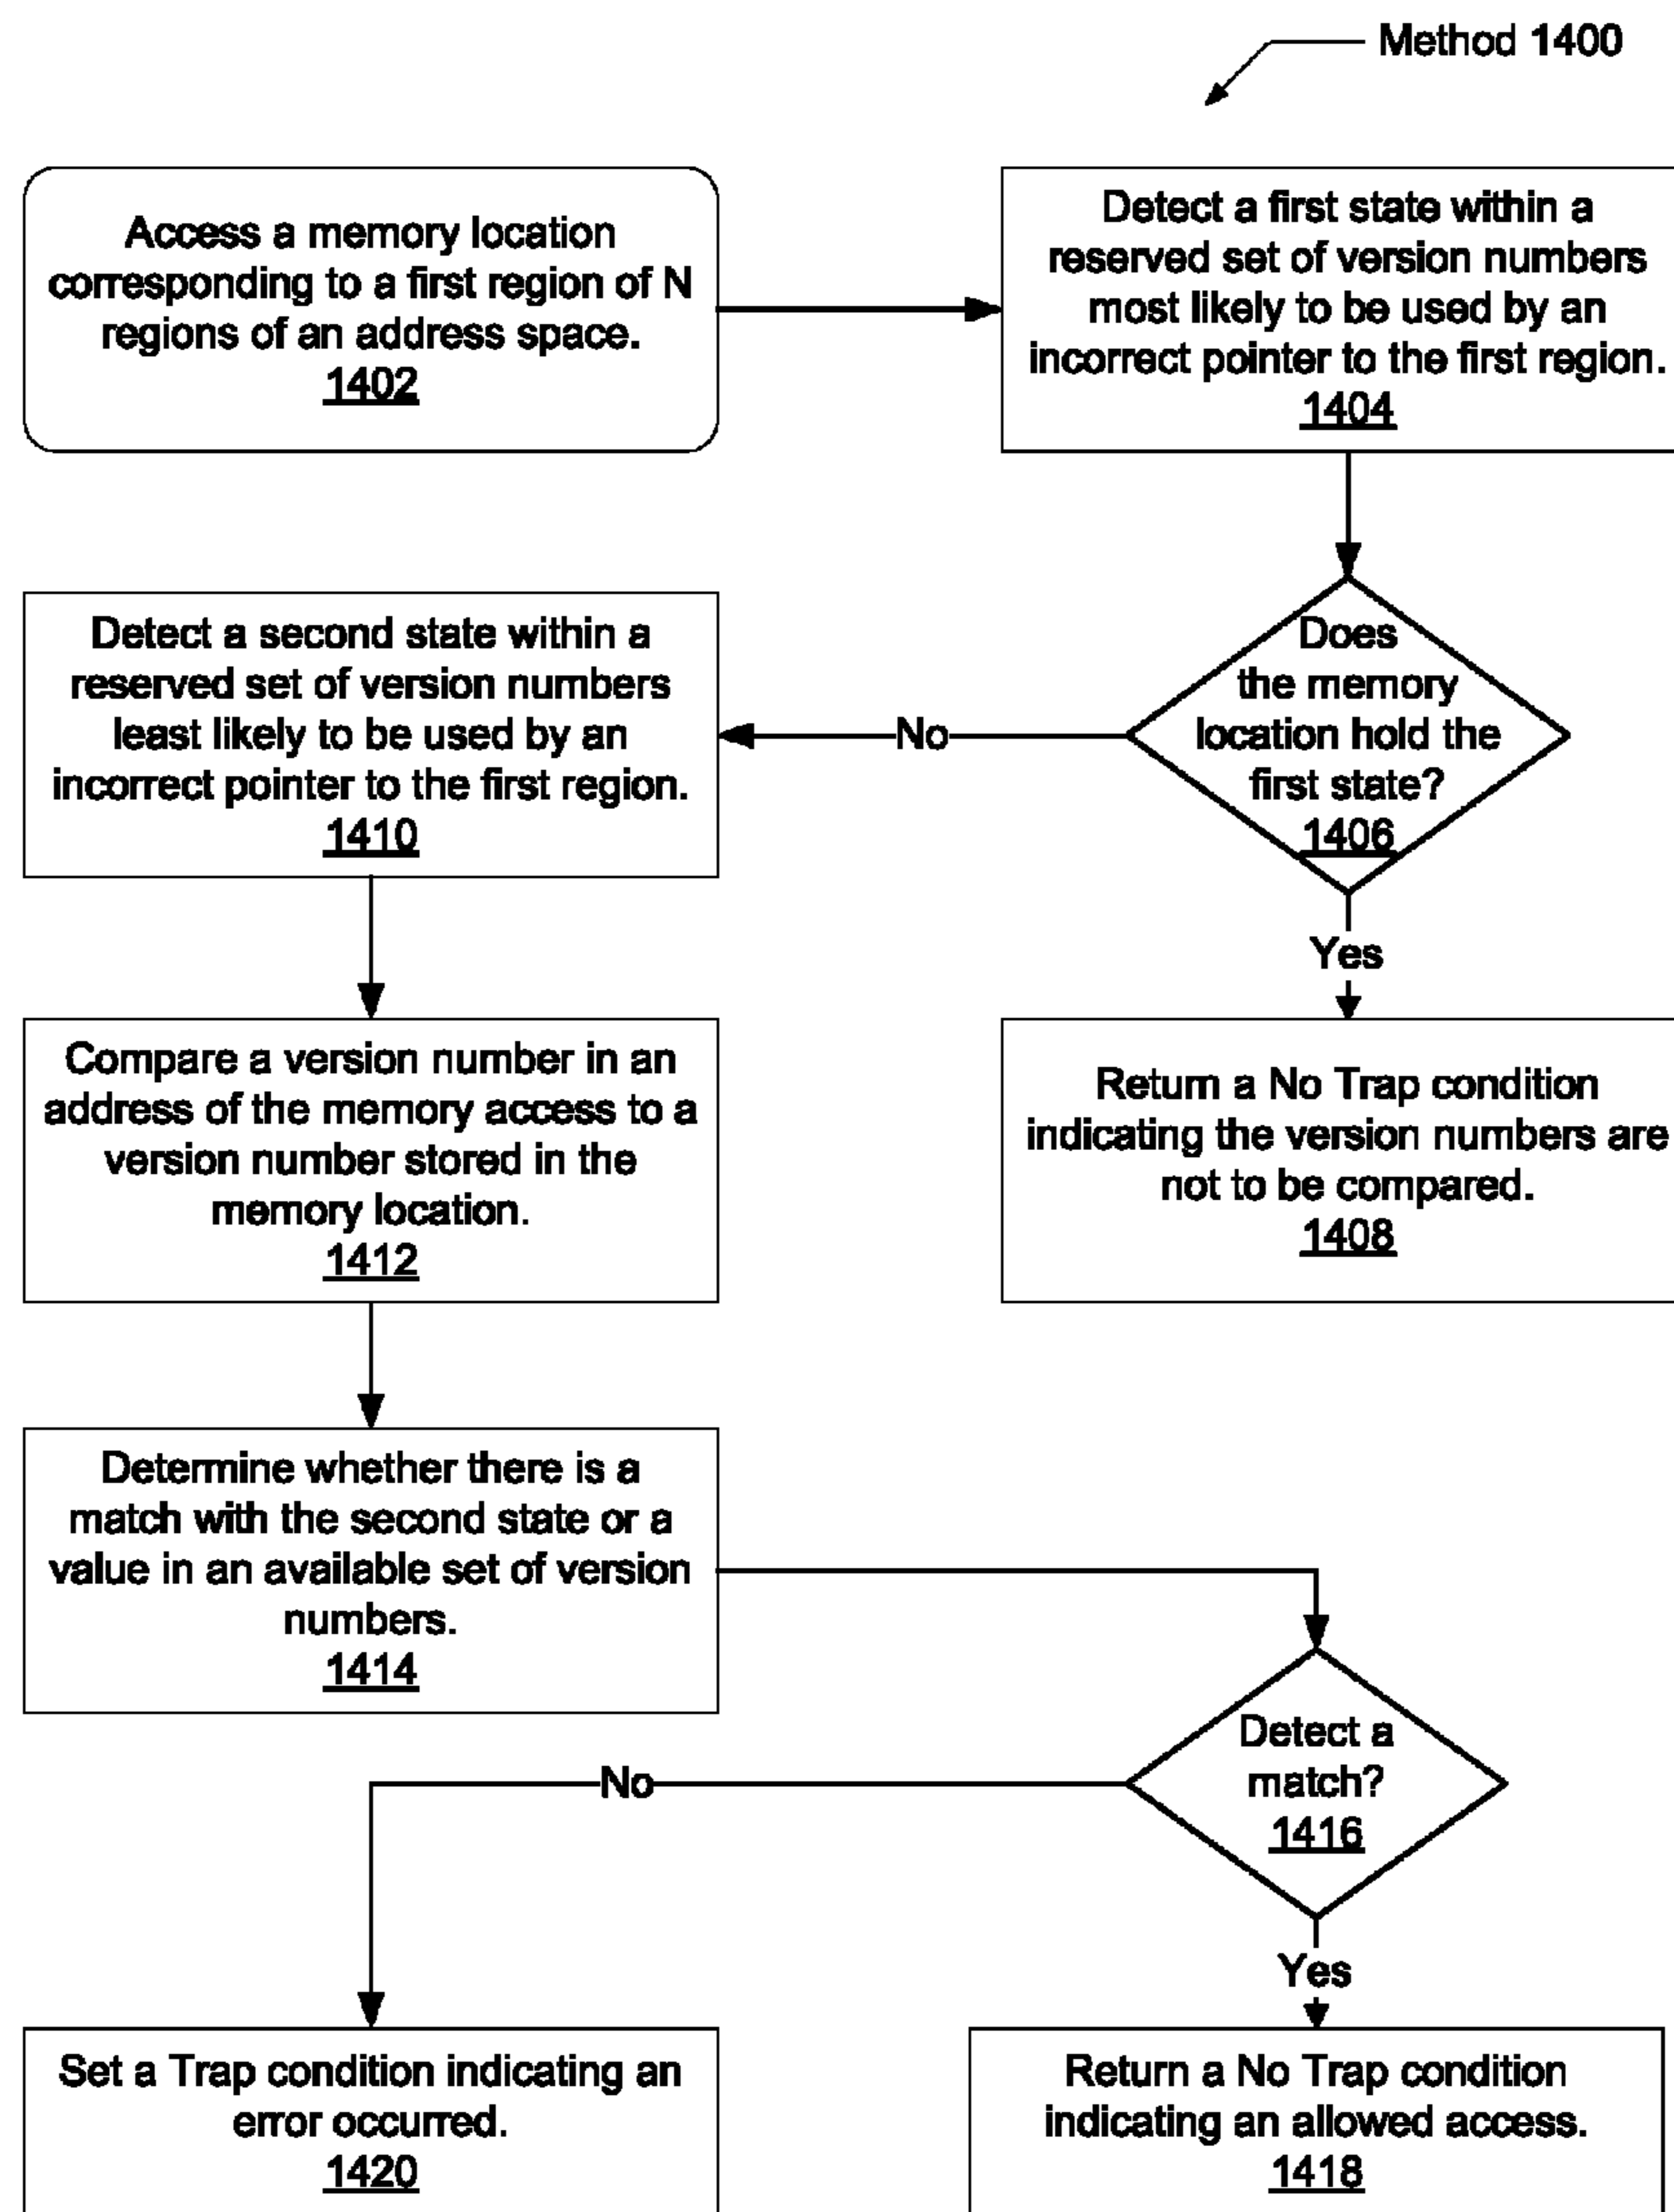 Method 1400
Access a memory location
corresponding to a first region of N
regions of an address space.
1402
Detect a first state within a
reserved set of version numbers
most likely to be used by an
incorrect pointer to the first region.
1404
Does
the memory
location hold the
first state?
1406
No
Yes
Return a No Trap condition
indicating the version numbers are
not to be compared.
1408
Detect a second state within a
reserved set of version numbers
least likely to be used by an
incorrect pointer to the first region.
1410
Compare a version number in an
address of the memory access to a
version number stored in the
memory location.
1412
Determine whether there is a
match with the second state or a
value in an available set of version
numbers.
1414
Detect a
match?
1416
No
Yes
Set a Trap condition indicating an
error occurred.
1420
Return a No Trap condition
indicating an allowed access.
1418